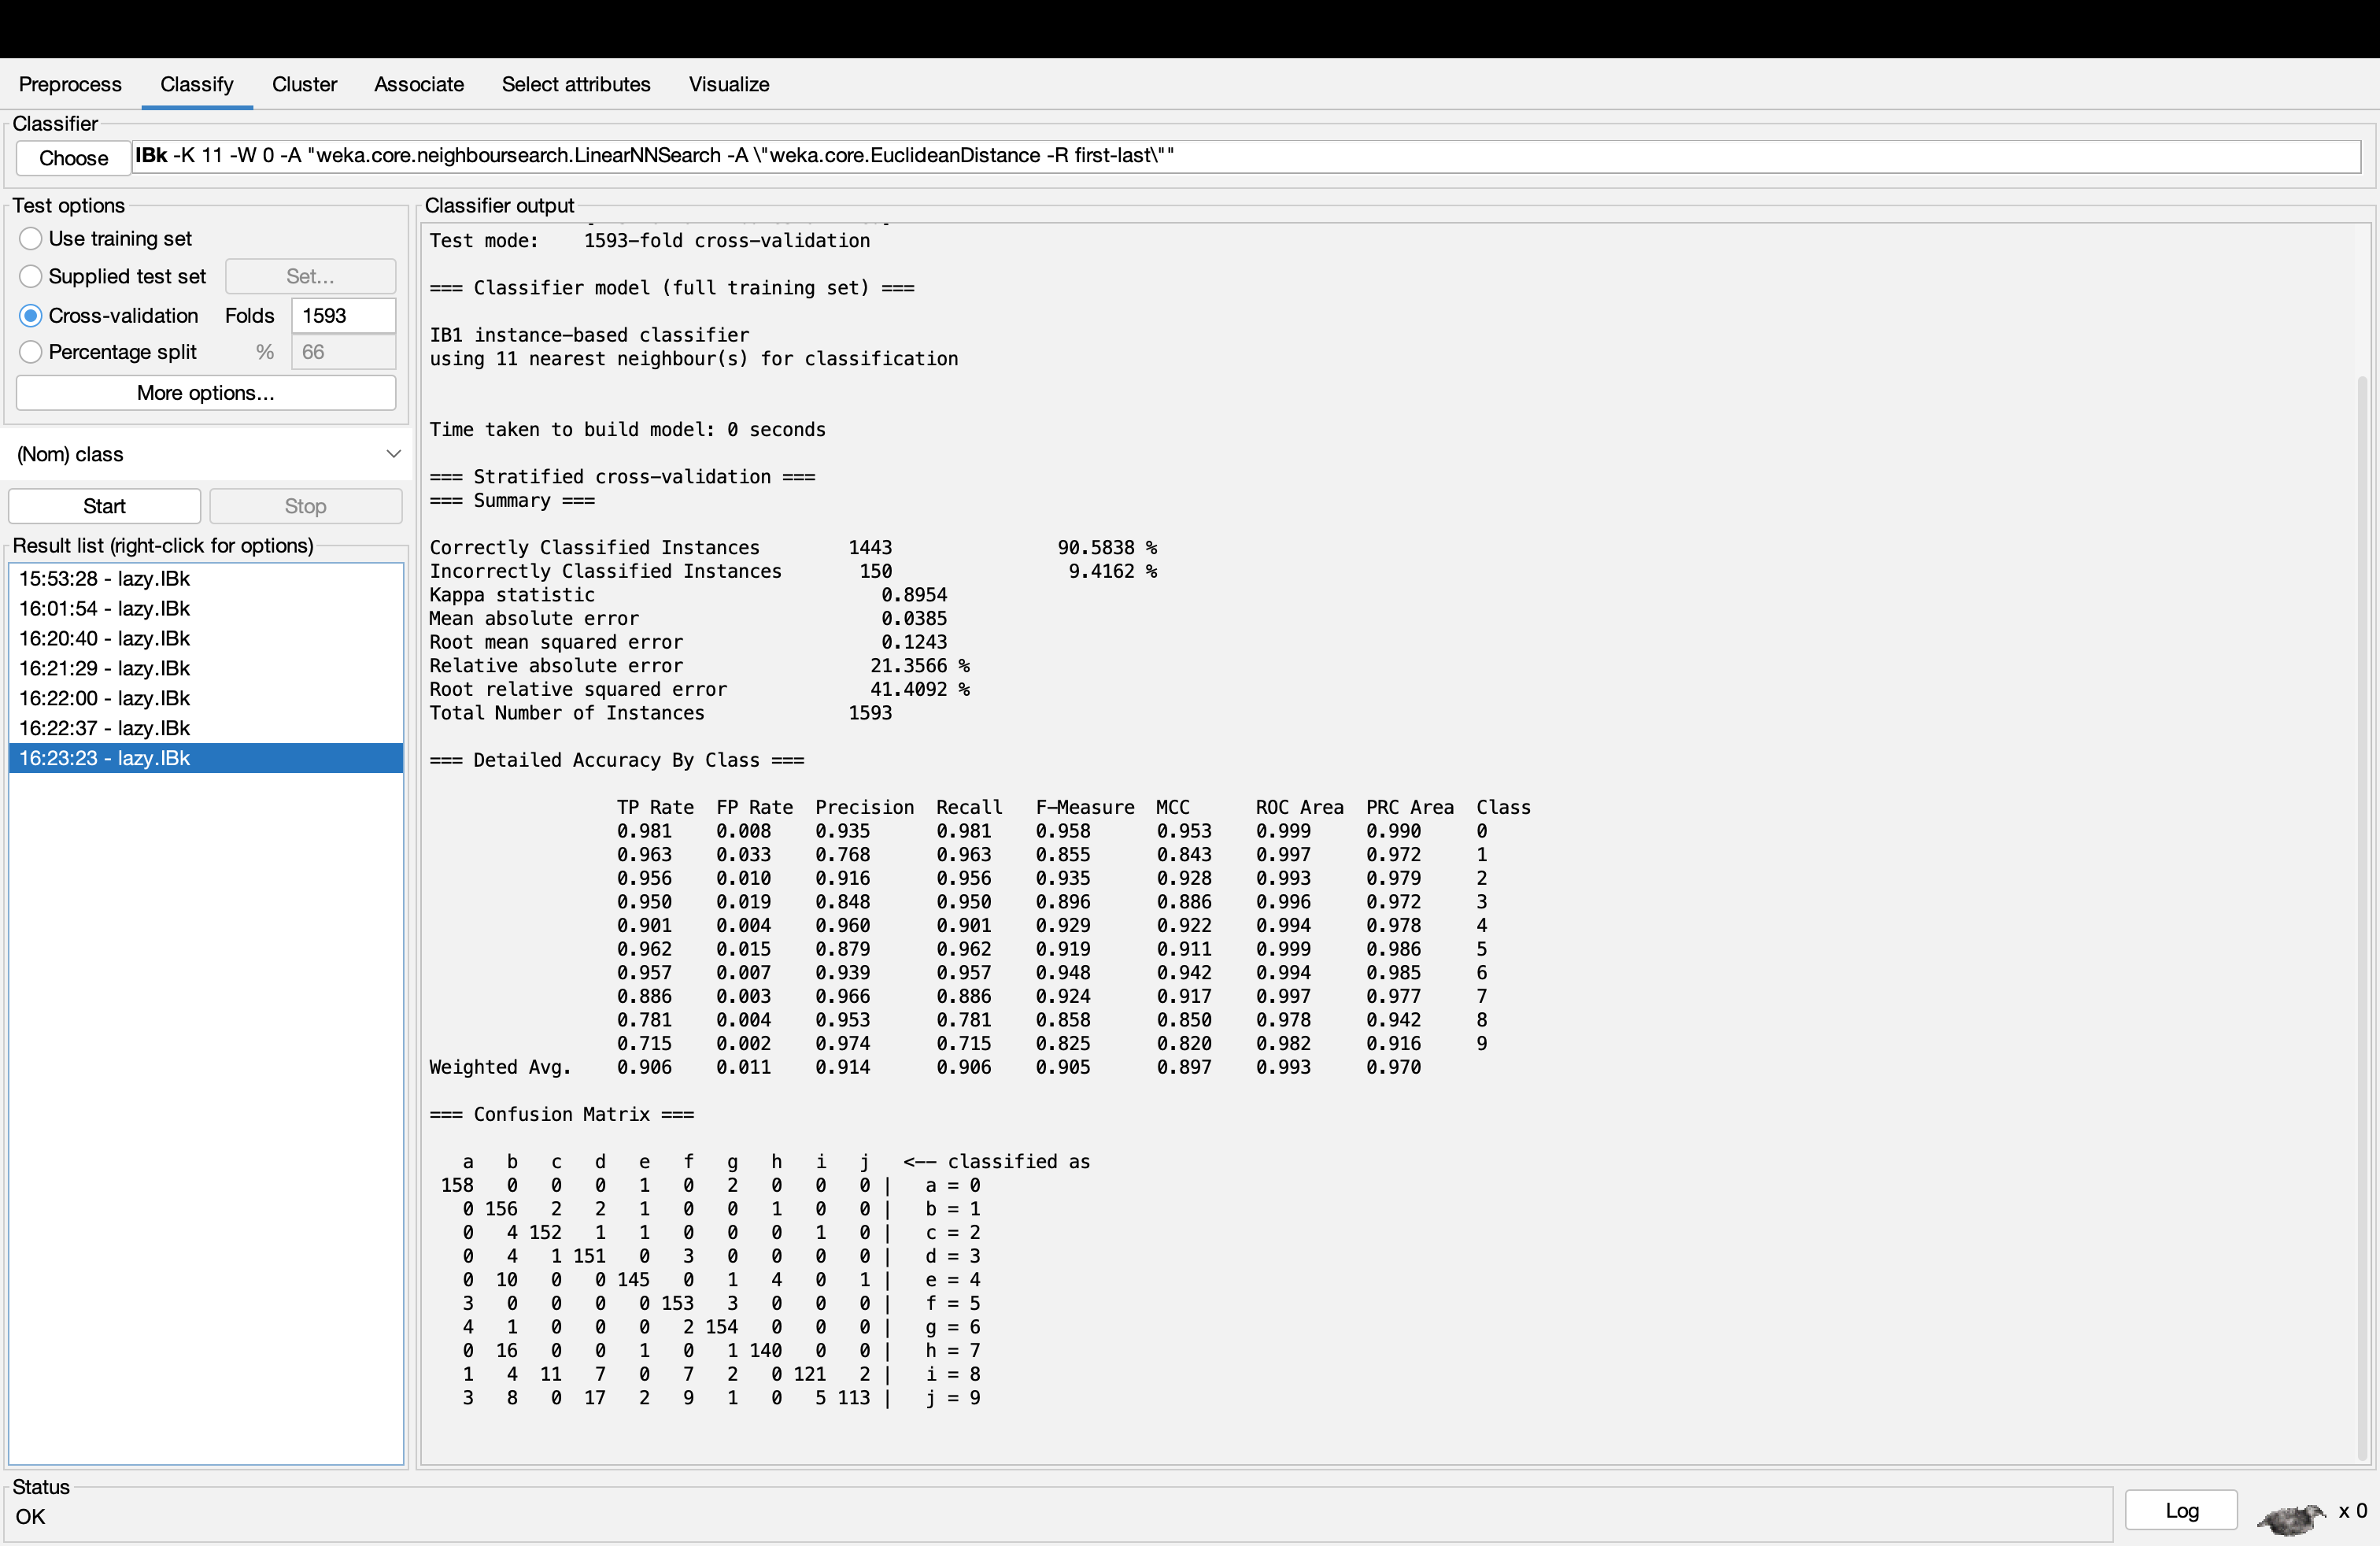 Preprocess Classify Cluster Associate Select attributes Visualize
Classifier
Choose IBk -K 11 -W 0 -A "weka.core.neighboursearch.LinearNNSearch -A \"weka.core.EuclideanDistance -R first-last\""
Test options
Use training set
Supplied test set Set...
Cross-validation Folds 1593
Percentage split % 66
More options...
(Nom) class
Start Stop
Result list (right-click for options)
15:53:28 - lazy.IBk
16:01:54 - lazy.IBk
16:20:40 - lazy.IBk
16:21:29 - lazy.IBk
16:22:00 - lazy.IBk
16:22:37 - lazy.IBk
16:23:23 - lazy.IBk
Classifier output
Test mode: 1593-fold cross-validation
=== Classifier model (full training set) ===
IB1 instance-based classifier
using 11 nearest neighbour(s) for classification
Time taken to build model: 0 seconds
=== Stratified cross-validation ===
=== Summary ===
Correctly Classified Instances 1443 90.5838 %
Incorrectly Classified Instances 150 9.4162 %
Kappa statistic 0.8954
Mean absolute error 0.0385
Root mean squared error 0.1243
Relative absolute error 21.3566 %
Root relative squared error 41.4092 %
Total Number of Instances 1593
=== Detailed Accuracy By Class ===
TP Rate FP Rate Precision Recall F-Measure MCC ROC Area PRC Area Class
0.981 0.008 0.935 0.981 0.958 0.953 0.999 0.990 0
0.963 0.033 0.768 0.963 0.855 0.843 0.997 0.972 1
0.956 0.010 0.916 0.956 0.935 0.928 0.993 0.979 2
0.950 0.019 0.848 0.950 0.896 0.886 0.996 0.972 3
0.901 0.004 0.960 0.901 0.929 0.922 0.994 0.978 4
0.962 0.015 0.879 0.962 0.919 0.911 0.999 0.986 5
0.957 0.007 0.939 0.957 0.948 0.942 0.994 0.985 6
0.886 0.003 0.966 0.886 0.924 0.917 0.997 0.977 7
0.781 0.004 0.953 0.781 0.858 0.850 0.978 0.942 8
0.715 0.002 0.974 0.715 0.825 0.820 0.982 0.916 9
Weighted Avg. 0.906 0.011 0.914 0.906 0.905 0.897 0.993 0.970
=== Confusion Matrix ===
a b c d e f g h i j <-- classified as
158 0 0 0 1 0 2 0 0 0 | a = 0
0 156 2 2 1 0 0 1 0 0 | b = 1
0 4 152 1 1 0 0 0 1 0 | c = 2
0 4 1 151 0 3 0 0 0 0 | d = 3
0 10 0 0 145 0 1 4 0 1 | e = 4
3 0 0 0 0 153 3 0 0 0 | f = 5
4 1 0 0 0 2 154 0 0 0 | g = 6
0 16 0 0 1 0 1 140 0 0 | h = 7
1 4 11 7 0 7 2 0 121 2 | i = 8
3 8 0 17 2 9 1 0 5 113 | j = 9
Status
OK
Log x 0